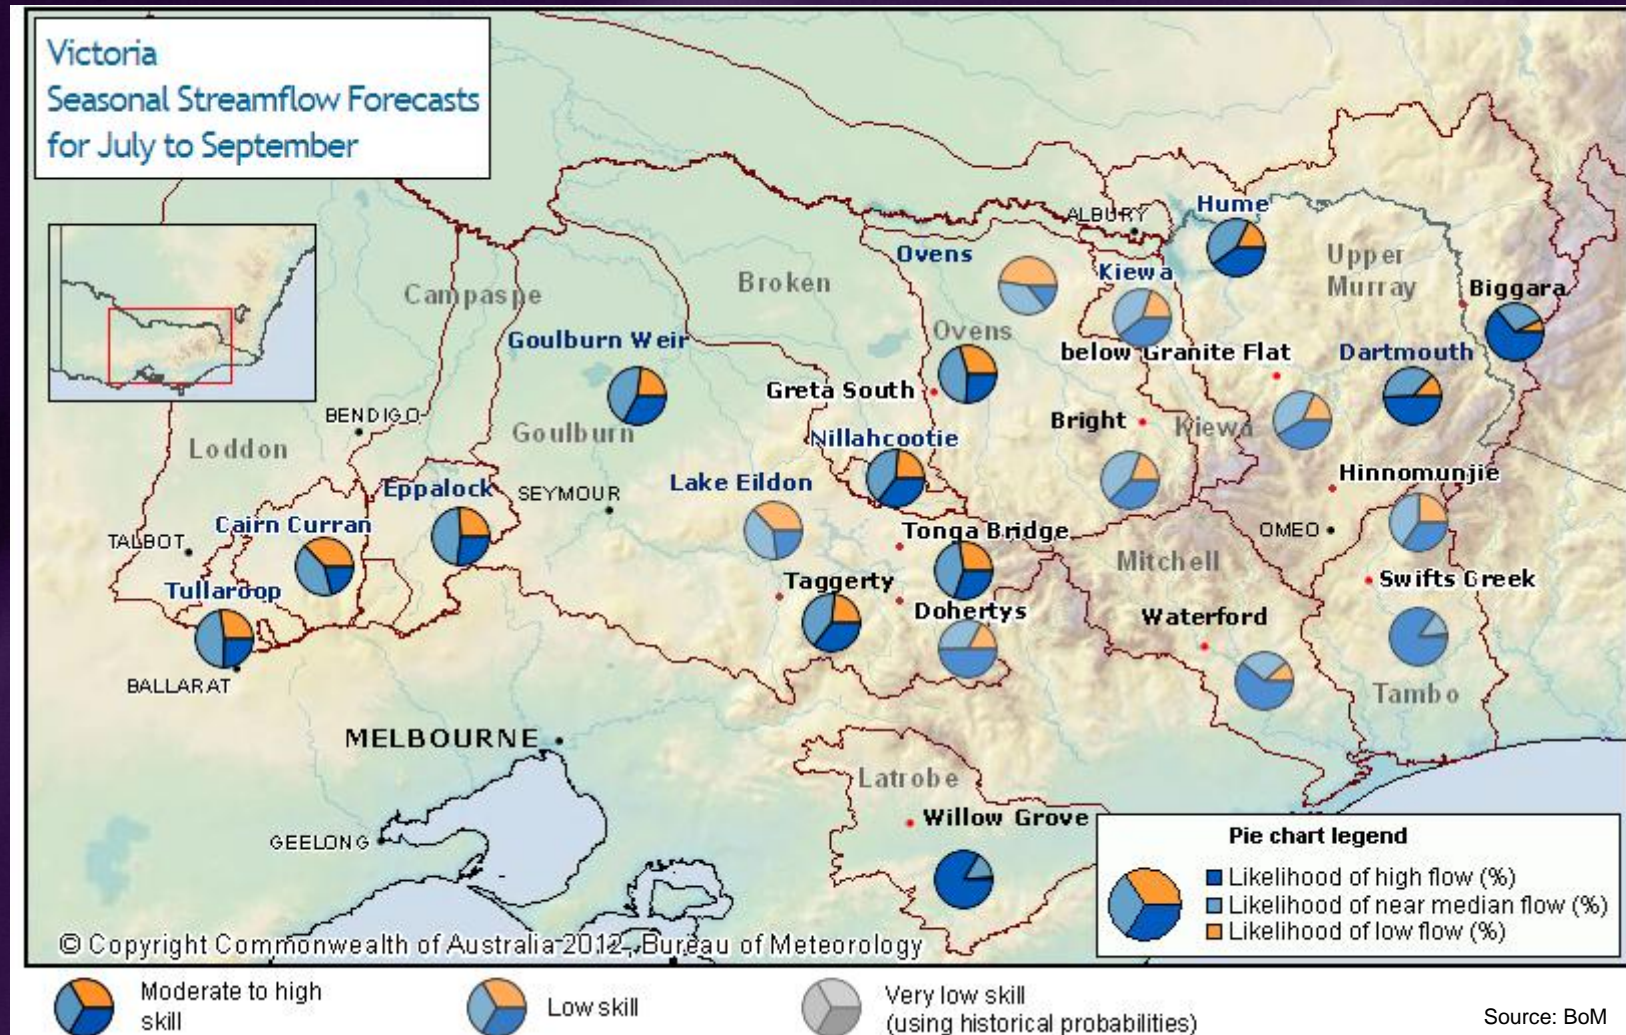 Victoria
Seasonal Streamflow Forecasts
for July to September
ALBURY
Hume
Ovens
Kiewa
Upper
Murray
Campaspe
Broken
Biggara
Goulburn Weir
Ovens
below Granite Flat
Dartmouth
Greta South
BENDIGO
Goulburn
Bright
Kiewa
Loddon
Nillahcootie
Hinnomunjie
Eppalock
SEYMOUR
Lake Eildon
Cairn Curran
Tonga Bridge
OMEO
TALBOT
Mitchell
Tullaroop
Taggerty
Swifts Creek
Dohertys
Waterford
BALLARAT
Tambo
MELBOURNE
Latrobe
Willow Grove
GEELONG
Pie chart legend
Likelihood of high flow (%)
Likelihood of near median flow (%)
Likelihood of low flow (%)
© Copyright Commonwealth of Australia 2012, Bureau of Meteorology
Moderate to high
skill
Low skill
Very low skill
(using historical probabilities)
Source: BoM